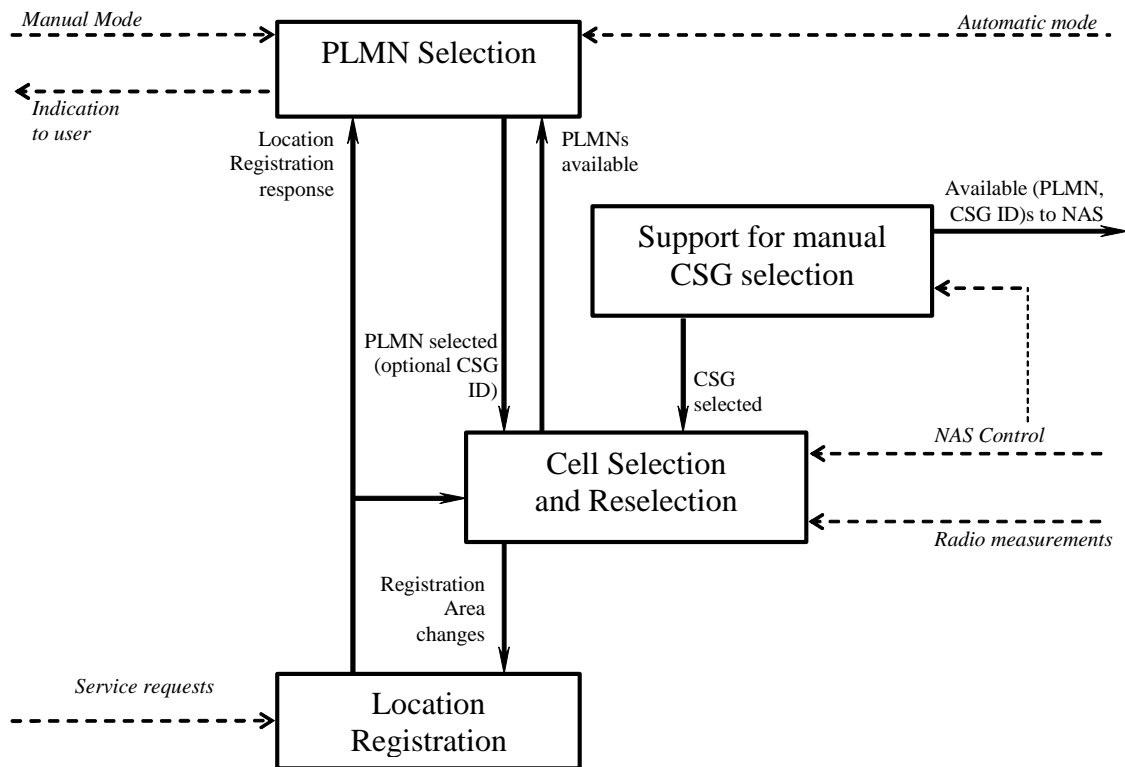 Manual Mode
Automatic mode
PLMN Selection
Indication
to user
Location
Registration
response
PLMNs
available
Available (PLMN,
CSG ID)s to NAS
Support for manual
CSG selection
PLMN selected
(optional CSG
ID)
CSG
selected
NAS Control
Cell Selection
and Reselection
Radio measurements
Registration
Area
changes
Service requests
Location
Registration